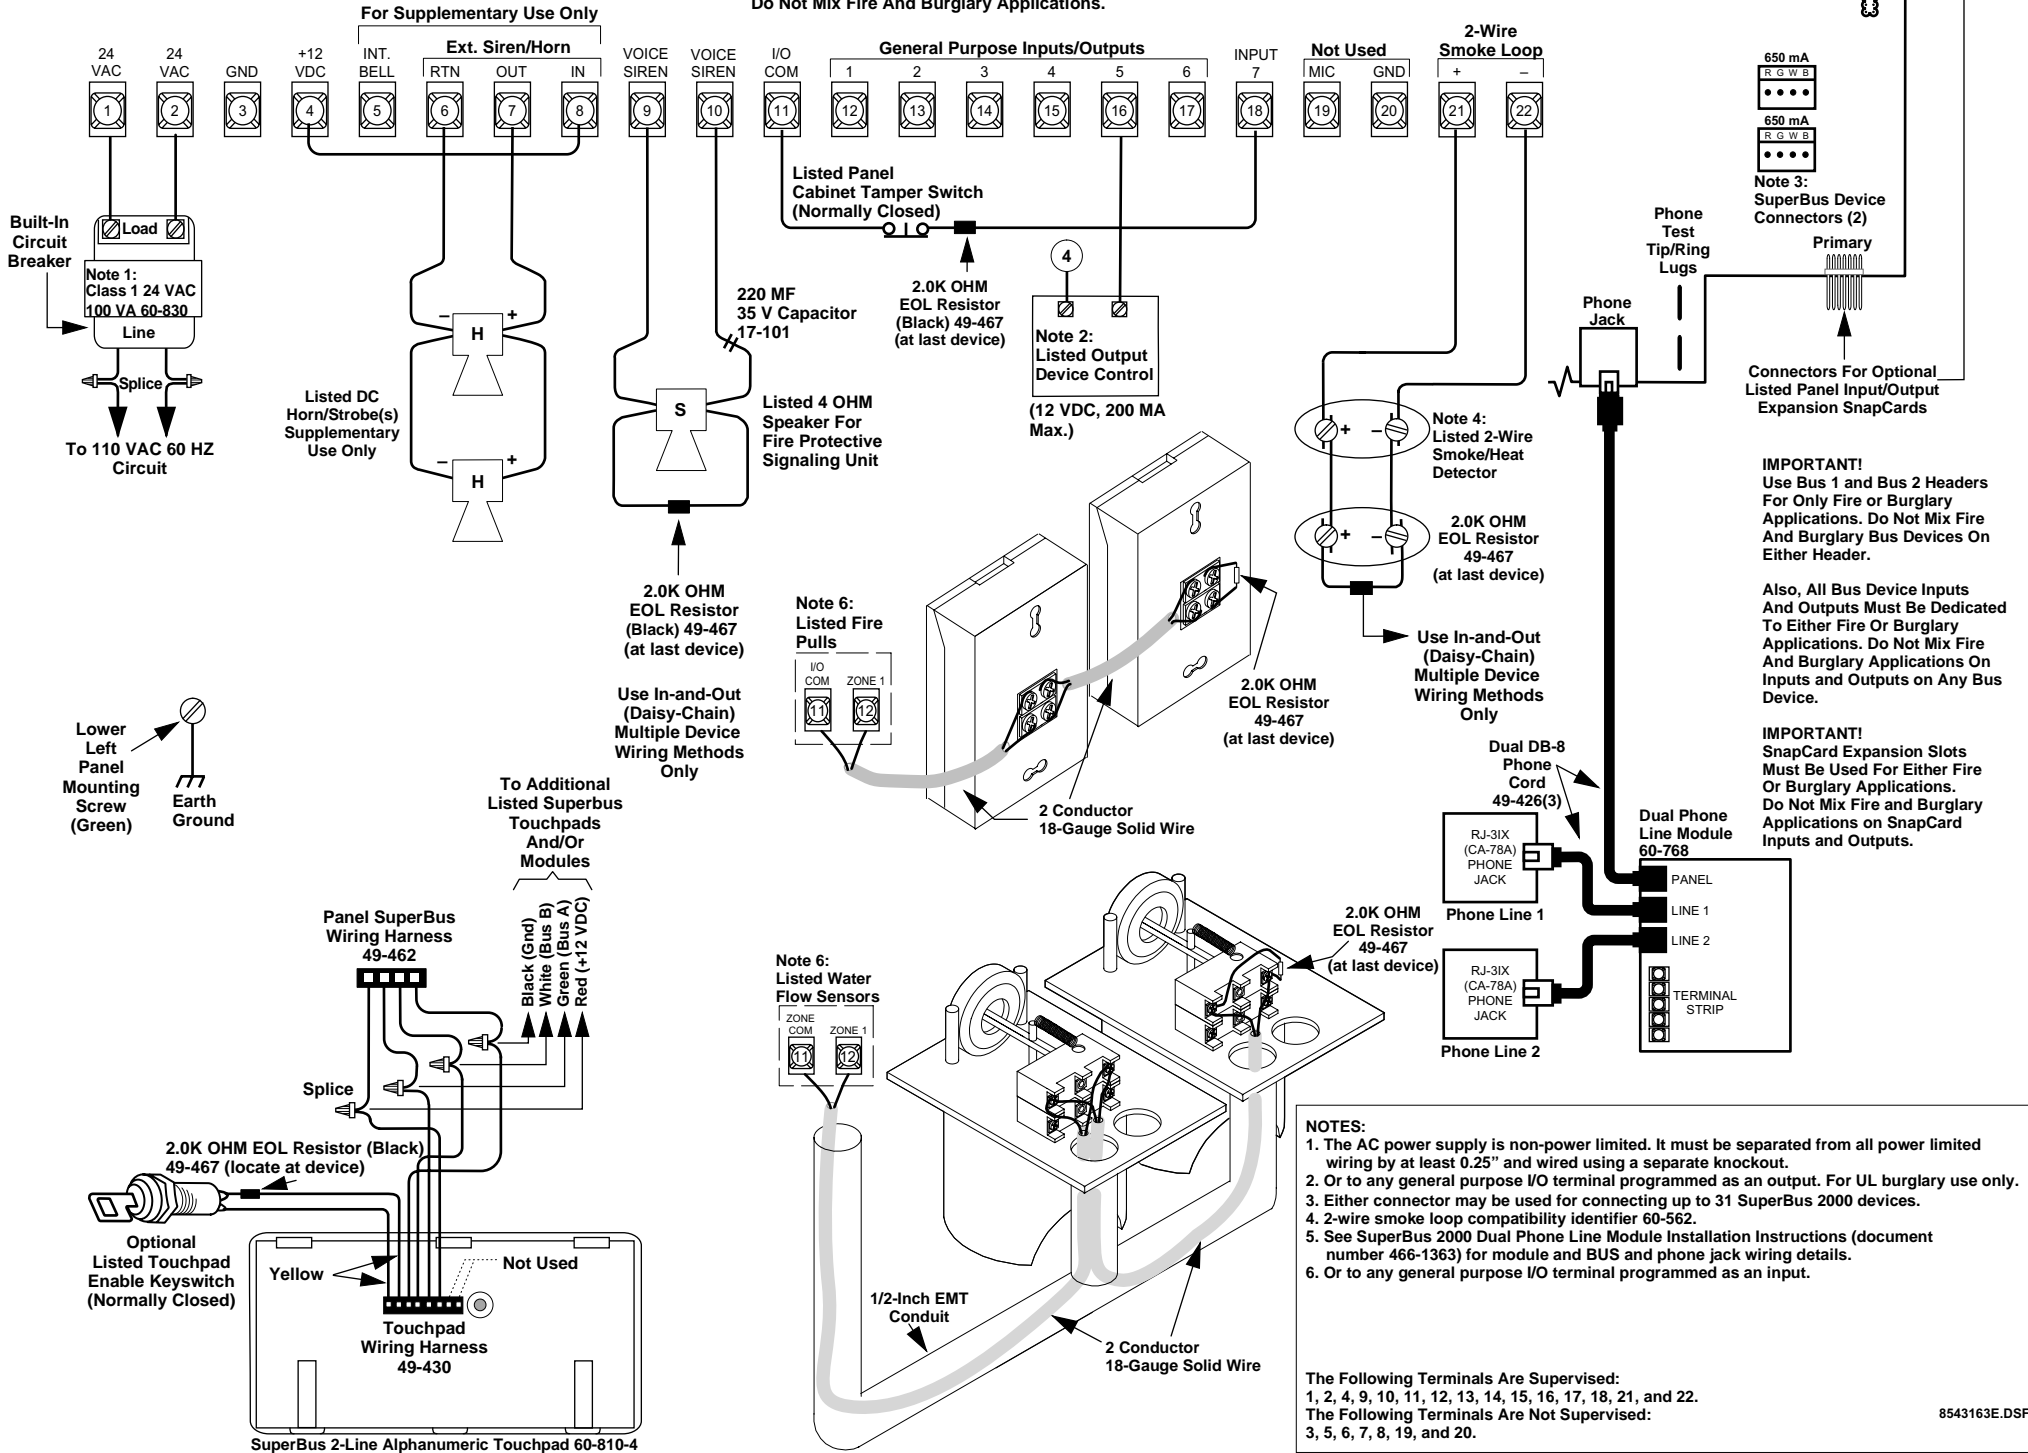 Do Not Mix Fire And Burglary Applications.
For Supplementary Use Only
Ext. Siren/Horn
General Purpose Inputs/Outputs
Not Used
2-Wire
Smoke Loop
24
VAC
24
VAC
GND
+12
VDC
INT.
BELL
RTN
OUT
IN
VOICE
SIREN
VOICE
SIREN
I/O
COM
1
2
3
4
5
6
INPUT
7
MIC
GND
+
–
1
2
3
4
5
6
7
8
9
10
11
12
13
14
15
16
17
18
19
20
21
22
650 mA
R G W B
650 mA
R G W B
Note 3:
SuperBus Device
Connectors (2)
Primary
Phone
Test
Tip/Ring
Lugs
Phone
Jack
Connectors For Optional
Listed Panel Input/Output
Expansion SnapCards
Built-In
Circuit
Breaker
Load
Note 1:
Class 1 24 VAC
100 VA 60-830
Line
Splice
To 110 VAC 60 HZ
Circuit
– +
H
Listed DC
Horn/Strobe(s)
Supplementary
Use Only
– +
H
220 MF
35 V Capacitor
17-101
S
Listed 4 OHM
Speaker For
Fire Protective
Signaling Unit
2.0K OHM
EOL Resistor
(Black) 49-467
(at last device)
Use In-and-Out
(Daisy-Chain)
Multiple Device
Wiring Methods
Only
Listed Panel
Cabinet Tamper Switch
(Normally Closed)
2.0K OHM
EOL Resistor
(Black) 49-467
(at last device)
4
Note 2:
Listed Output
Device Control
(12 VDC, 200 MA
Max.)
+ –
Note 4:
Listed 2-Wire
Smoke/Heat
Detector
+ –
2.0K OHM
EOL Resistor
49-467
(at last device)
Use In-and-Out
(Daisy-Chain)
Multiple Device
Wiring Methods
Only
IMPORTANT!
Use Bus 1 and Bus 2 Headers
For Only Fire or Burglary
Applications. Do Not Mix Fire
And Burglary Bus Devices On
Either Header.
Also, All Bus Device Inputs
And Outputs Must Be Dedicated
To Either Fire Or Burglary
Applications. Do Not Mix Fire
And Burglary Applications On
Inputs and Outputs on Any Bus
Device.
IMPORTANT!
SnapCard Expansion Slots
Must Be Used For Either Fire
Or Burglary Applications.
Do Not Mix Fire and Burglary
Applications on SnapCard
Inputs and Outputs.
Note 6:
Listed Fire
Pulls
I/O
COM
ZONE 1
11
12
2.0K OHM
EOL Resistor
49-467
(at last device)
2 Conductor
18-Gauge Solid Wire
Lower
Left
Panel
Mounting
Screw
(Green)
Earth
Ground
To Additional
Listed Superbus
Touchpads
And/Or
Modules
Black (Gnd)
White (Bus B)
Green (Bus A)
Red (+12 VDC)
Panel SuperBus
Wiring Harness
49-462
Splice
2.0K OHM EOL Resistor (Black)
49-467 (locate at device)
Optional
Listed Touchpad
Enable Keyswitch
(Normally Closed)
Yellow
Not Used
Touchpad
Wiring Harness
49-430
SuperBus 2-Line Alphanumeric Touchpad 60-810-4
Note 6:
Listed Water
Flow Sensors
ZONE
COM
ZONE 1
11
12
2.0K OHM
EOL Resistor
49-467
(at last device)
1/2-Inch EMT
Conduit
2 Conductor
18-Gauge Solid Wire
Dual DB-8
Phone
Cord
49-426(3)
Dual Phone
Line Module
60-768
RJ-3IX
(CA-78A)
PHONE
JACK
Phone Line 1
PANEL
LINE 1
LINE 2
RJ-3IX
(CA-78A)
PHONE
JACK
Phone Line 2
TERMINAL
STRIP
NOTES:
1. The AC power supply is non-power limited. It must be separated from all power limited
wiring by at least 0.25” and wired using a separate knockout.
2. Or to any general purpose I/O terminal programmed as an output. For UL burglary use only.
3. Either connector may be used for connecting up to 31 SuperBus 2000 devices.
4. 2-wire smoke loop compatibility identifier 60-562.
5. See SuperBus 2000 Dual Phone Line Module Installation Instructions (document
number 466-1363) for module and BUS and phone jack wiring details.
6. Or to any general purpose I/O terminal programmed as an input.
The Following Terminals Are Supervised:
1, 2, 4, 9, 10, 11, 12, 13, 14, 15, 16, 17, 18, 21, and 22.
The Following Terminals Are Not Supervised:
3, 5, 6, 7, 8, 19, and 20.
8543163E.DSF